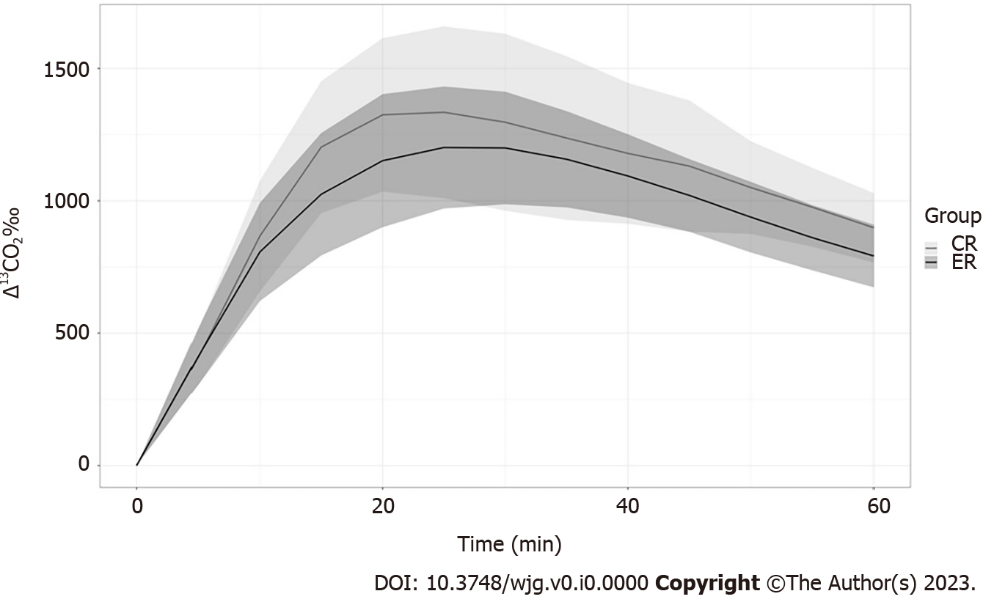 1500
1000
500
0
Δ¹³CO₂‰
0 20 40 60
Time (min)
Group
CR
ER
DOI: 10.3748/wjg.v0.i0.0000 Copyright ©The Author(s) 2023.